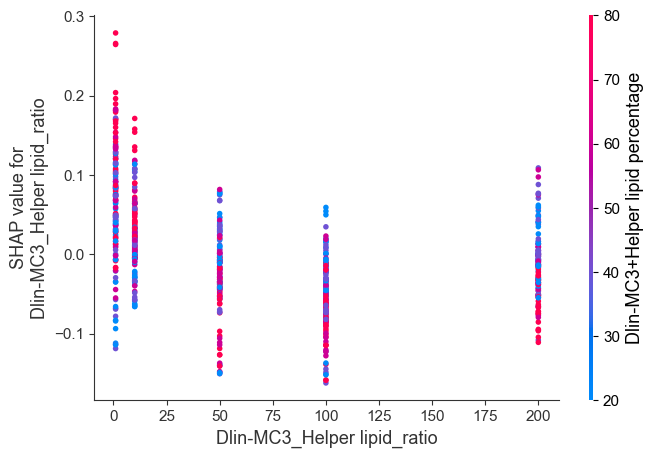 0.3
0.2
0.1
0.0
−0.1
SHAP value for
Dlin-MC3_Helper lipid_ratio
0 25 50 75 100 125 150 175 200
Dlin-MC3_Helper lipid_ratio
80
70
60
50
40
30
20
Dlin-MC3+Helper lipid percentage